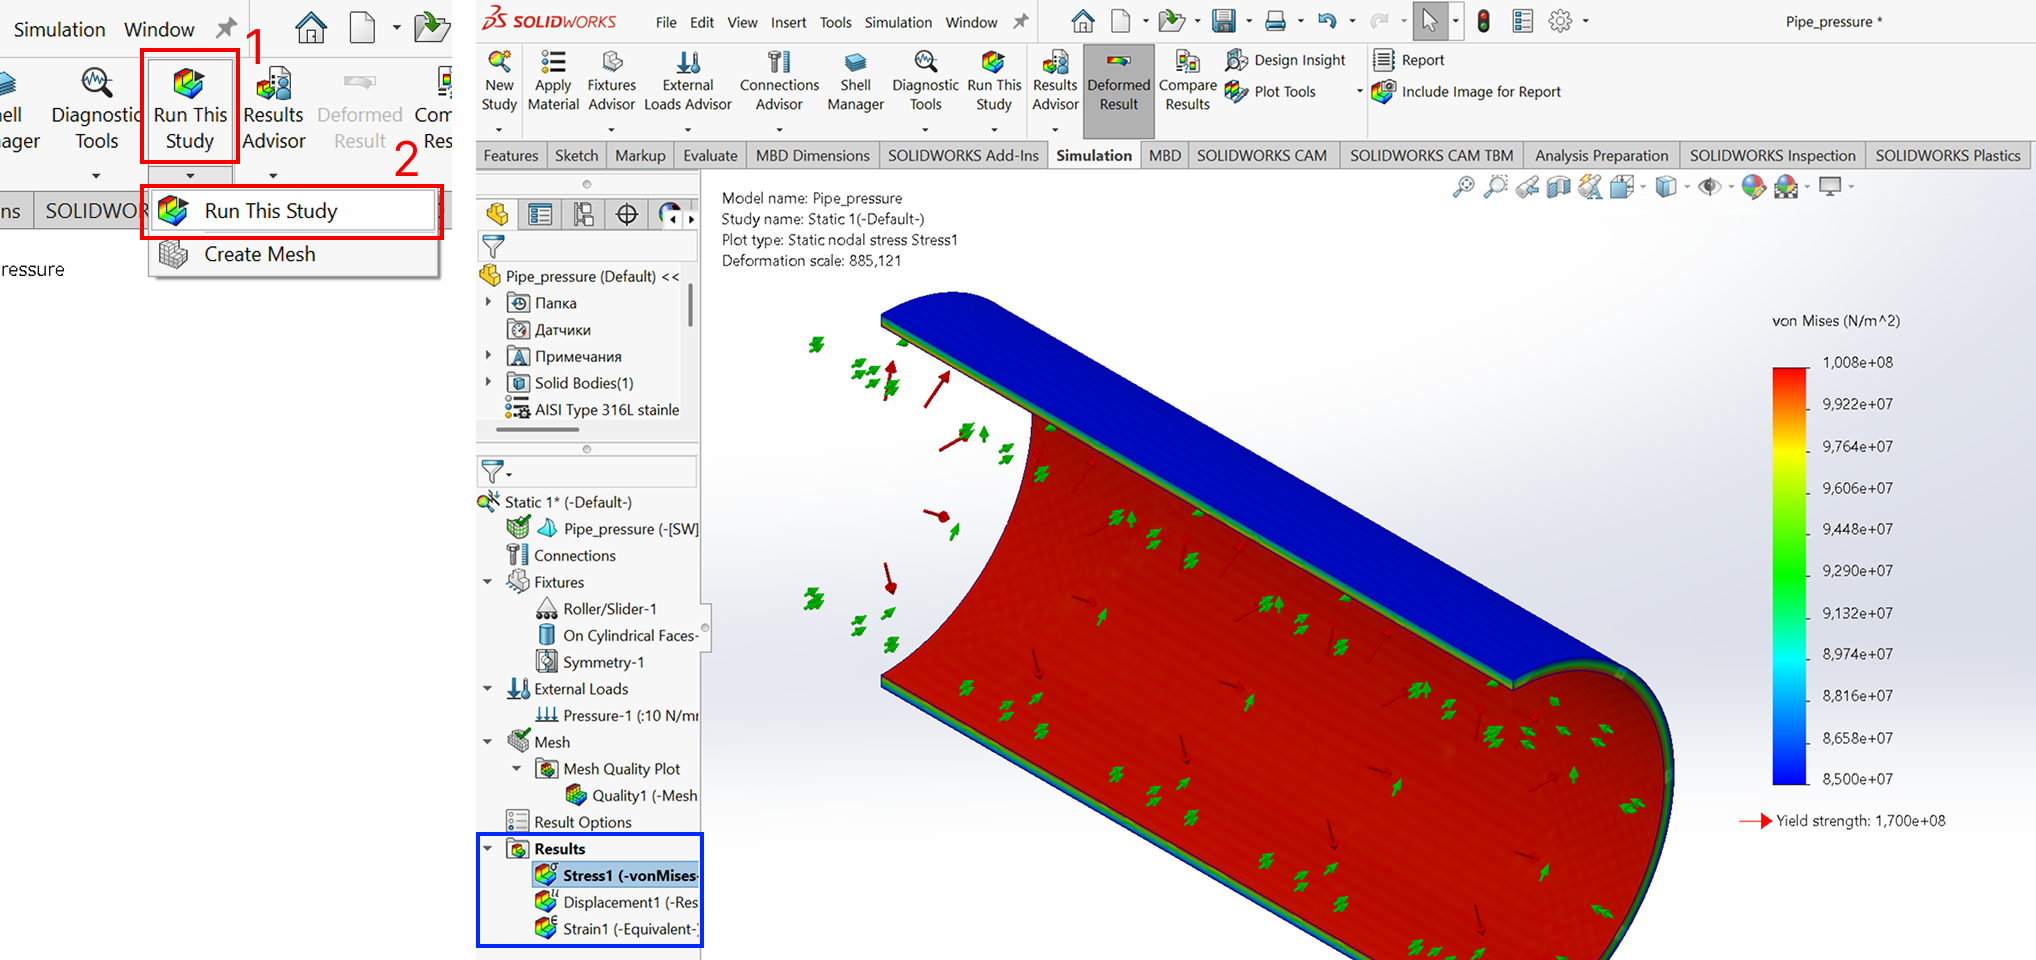 Simulation Window
1
Diagnostic Tools
Run This Study
Results Advisor
Deformed Result
2
Run This Study
Create Mesh
ressure
SOLIDWORKS
File Edit View Insert Tools Simulation Window
Pipe_pressure *
New Study
Apply Material
Fixtures Advisor
External Loads Advisor
Connections Advisor
Shell Manager
Diagnostic Tools
Run This Study
Results Advisor
Deformed Result
Compare Results
Design Insight
Plot Tools
Report
Include Image for Report
Features Sketch Markup Evaluate MBD Dimensions SOLIDWORKS Add-Ins Simulation MBD SOLIDWORKS CAM SOLIDWORKS CAM TBM Analysis Preparation SOLIDWORKS Inspection SOLIDWORKS Plastics
Pipe_pressure (Default) <<
Папка
Датчики
Примечания
Solid Bodies(1)
AISI Type 316L stainle
Static 1* (-Default-)
Pipe_pressure (-[SW]
Connections
Fixtures
Roller/Slider-1
On Cylindrical Faces-
Symmetry-1
External Loads
Pressure-1 (:10 N/mm
Mesh
Mesh Quality Plot
Quality1 (-Mesh
Result Options
Results
Stress1 (-vonMises-
Displacement1 (-Res
Strain1 (-Equivalent-
Model name: Pipe_pressure
Study name: Static 1(-Default-)
Plot type: Static nodal stress Stress1
Deformation scale: 885,121
von Mises (N/m^2)
1,008e+08
9,922e+07
9,764e+07
9,606e+07
9,448e+07
9,290e+07
9,132e+07
8,974e+07
8,816e+07
8,658e+07
8,500e+07
Yield strength: 1,700e+08